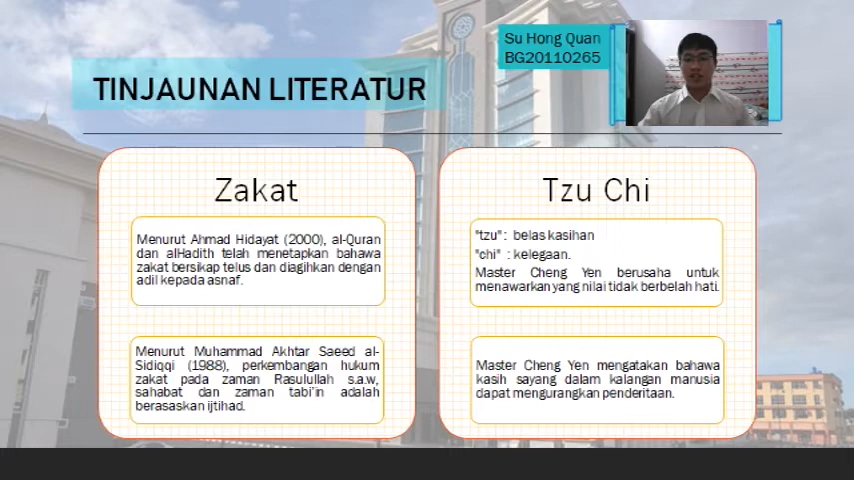 Su Hong Quan
BG20110265
TINJAUNAN LITERATUR
Zakat
Menurut Ahmad Hidayat (2000), al-Quran
dan alHadith telah menetapkan bahawa
zakat bersikap telus dan diagihkan dengan
adil kepada asnaf.
Menurut Muhammad Akhtar Saeed al-
Sidiqqi (1988), perkembangan hukum
zakat pada zaman Rasulullah s.a.w,
sahabat dan zaman tabi'in adalah
berasaskan ijtihad.
Tzu Chi
"tzu" : belas kasihan
"chi" : kelegaan.
Master Cheng Yen berusaha untuk
menawarkan yang nilai tidak berbelah hati.
Master Cheng Yen mengatakan bahawa
kasih sayang dalam kalangan manusia
dapat mengurangkan penderitaan.